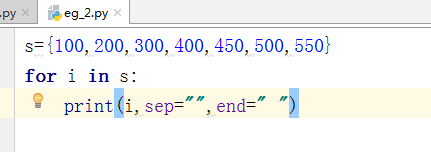 .py × eg_2.py ×
s={100,200,300,400,450,500,550}
for i in s:
    print(i,sep="",end=" ")